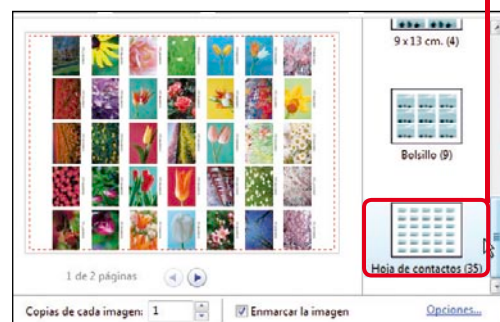 9 x 13 cm. (4)
Bolsillo (9)
Hoja de contactos (35)
1 de 2 páginas
Copias de cada imagen: 1
Enmarcar la imagen
Opciones...